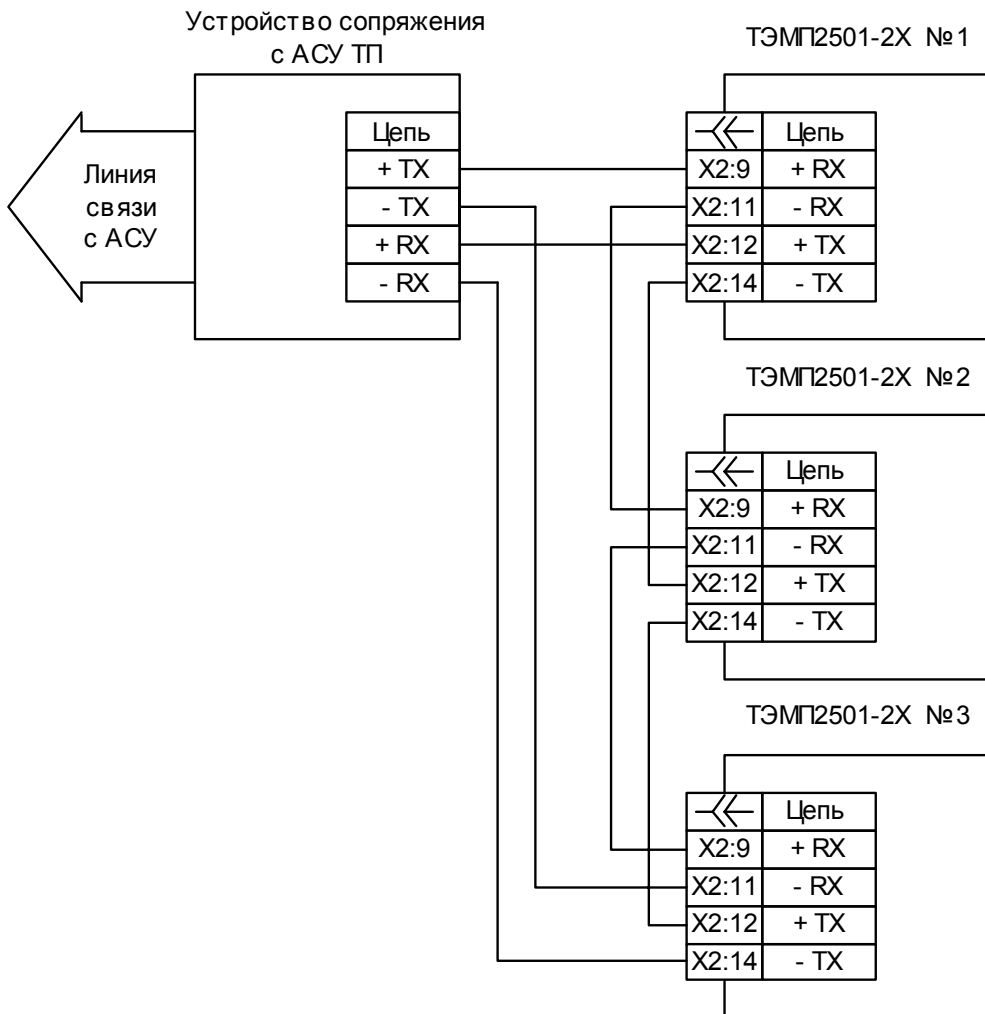 Устройство сопряжения
с АСУ ТП
Линия
связи
с АСУ
Цепь
+ TX
- TX
+ RX
- RX
ТЭМП2501-2X №1
Цепь
X2:9 + RX
X2:11 - RX
X2:12 + TX
X2:14 - TX
ТЭМП2501-2X №2
Цепь
X2:9 + RX
X2:11 - RX
X2:12 + TX
X2:14 - TX
ТЭМП2501-2X №3
Цепь
X2:9 + RX
X2:11 - RX
X2:12 + TX
X2:14 - TX